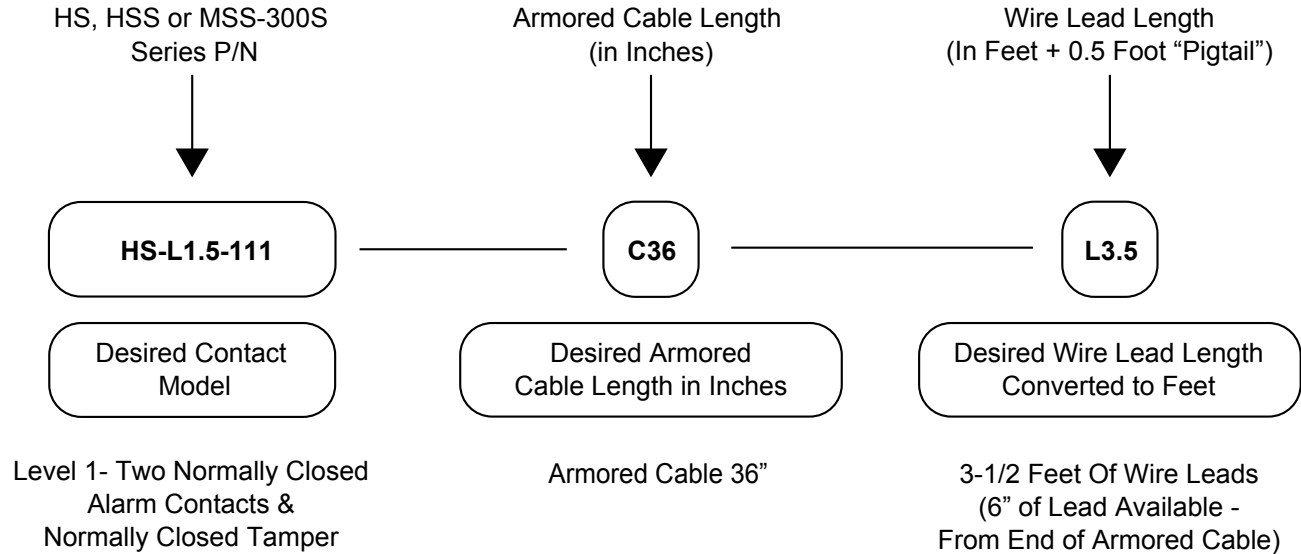 HS, HSS or MSS-300S
Series P/N
Armored Cable Length
(in Inches)
Wire Lead Length
(In Feet + 0.5 Foot “Pigtail”)
HS-L1.5-111
C36
L3.5
Desired Contact
Model
Desired Armored
Cable Length in Inches
Desired Wire Lead Length
Converted to Feet
Level 1- Two Normally Closed
Alarm Contacts &
Normally Closed Tamper
Armored Cable 36”
3-1/2 Feet Of Wire Leads
(6” of Lead Available -
From End of Armored Cable)